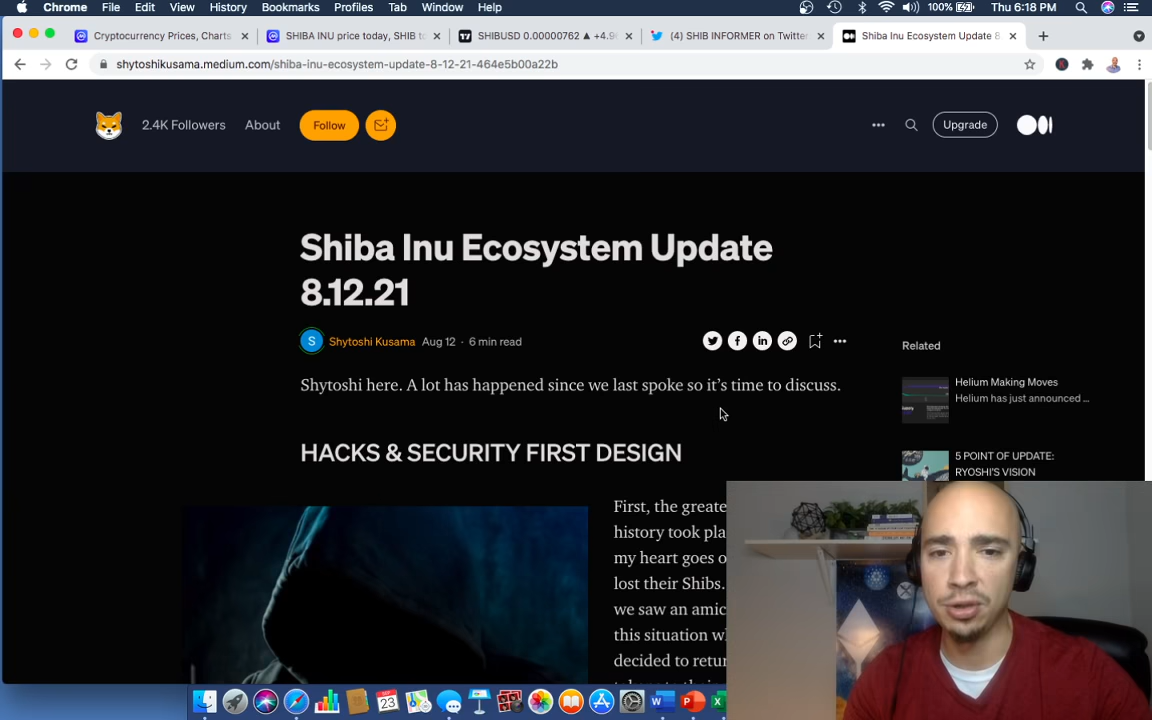 Chrome File Edit View History Bookmarks Profiles Tab Window Help 100% Thu 6:18 PM
Cryptocurrency Prices, Charts
SHIBA INU price today, SHIB to
SHIBUSD 0.00000762 ▲ +4.9
(4) SHIB INFORMER on Twitter
Shiba Inu Ecosystem Update 8
shytoshikusama.medium.com/shiba-inu-ecosystem-update-8-12-21-464e5b00a22b
2.4K Followers About Follow Upgrade
Shiba Inu Ecosystem Update
8.12.21
S Shytoshi Kusama Aug 12 · 6 min read
Related
Shytoshi here. A lot has happened since we last spoke so it's time to discuss.
Helium Making Moves
Helium has just announced ...
HACKS & SECURITY FIRST DESIGN
5 POINT OF UPDATE:
RYOSHI'S VISION
First, the greate
history took pla
my heart goes o
lost their Shibs.
we saw an amic
this situation w
decided to retu
SEP
23
W P X